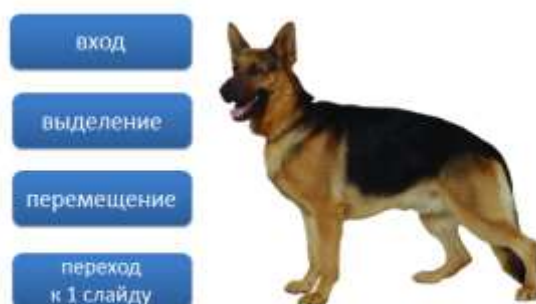 вход
выделение
перемещение
переход
к 1 слайду